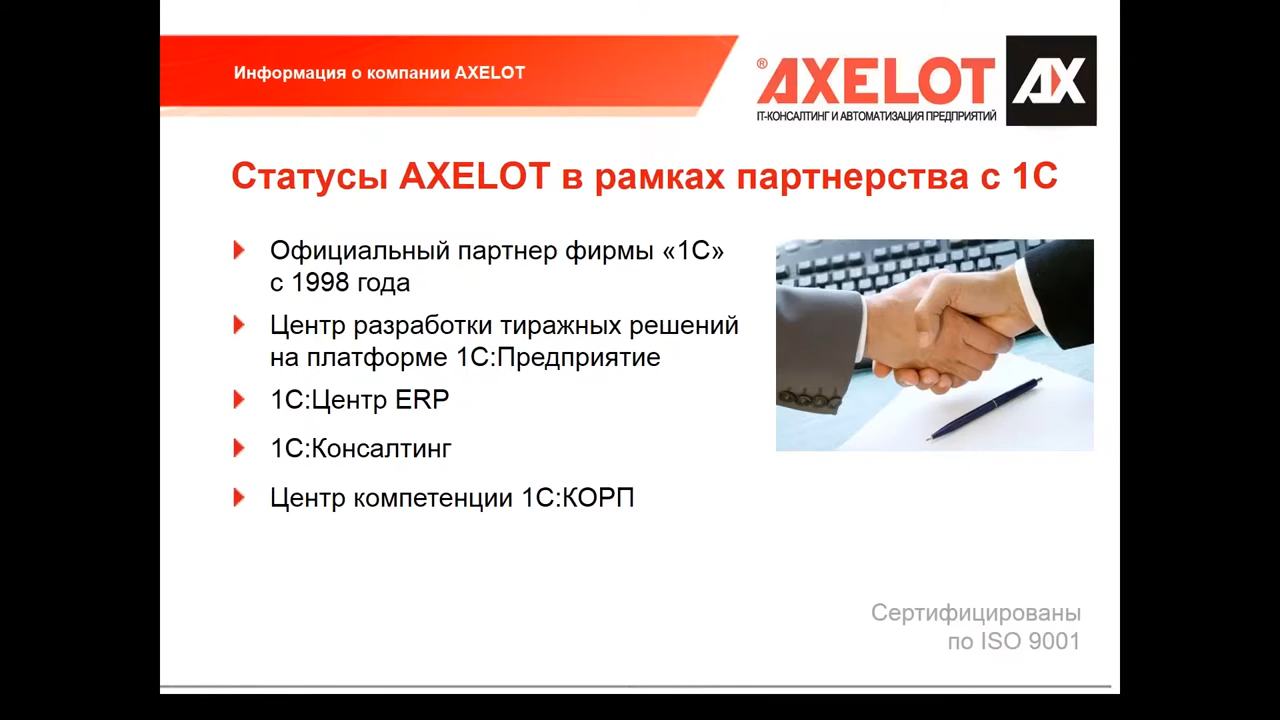 Информация о компании AXELOT
®AXELOT AX
IT-КОНСАЛТИНГ И АВТОМАТИЗАЦИЯ ПРЕДПРИЯТИЙ
Статусы AXELOT в рамках партнерства с 1С
Официальный партнер фирмы «1С»
с 1998 года
Центр разработки тиражных решений
на платформе 1С:Предприятие
1С:Центр ERP
1С:Консалтинг
Центр компетенции 1С:КОРП
Сертифицированы
по ISO 9001